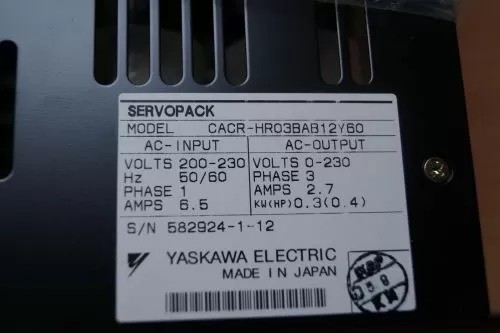 SERVOPACK
MODEL CACR-HR03BAB12Y60
AC-INPUT AC-OUTPUT
VOLTS 200-230 VOLTS 0-230
Hz 50/60 PHASE 3
PHASE 1 AMPS 2.7
AMPS 6.5 KW(HP) 0.3(0.4)
S/N 582924-1-12
YASKAWA ELECTRIC
MADE IN JAPAN